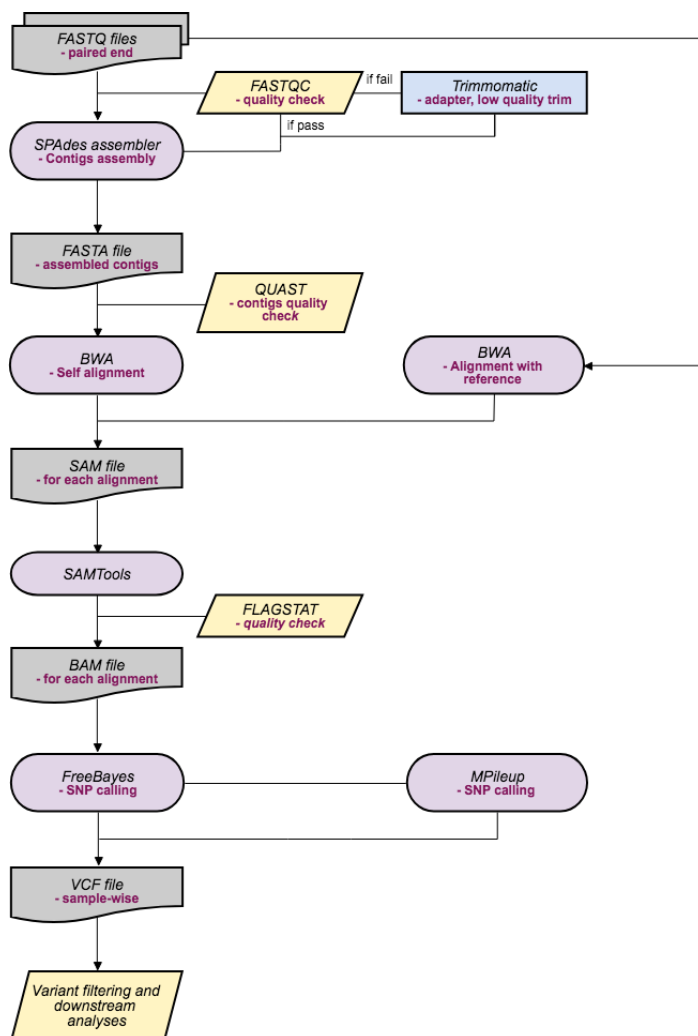 FASTQ files
- paired end
FASTQC
- quality check
if fail
Trimmomatic
- adapter, low quality trim
if pass
SPAdes assembler
- Contigs assembly
FASTA file
- assembled contigs
QUAST
- contigs quality
check
BWA
- Self alignment
BWA
- Alignment with
reference
SAM file
- for each alignment
SAMTools
FLAGSTAT
- quality check
BAM file
- for each alignment
FreeBayes
- SNP calling
MPileup
- SNP calling
VCF file
- sample-wise
Variant filtering and
downstream
analyses